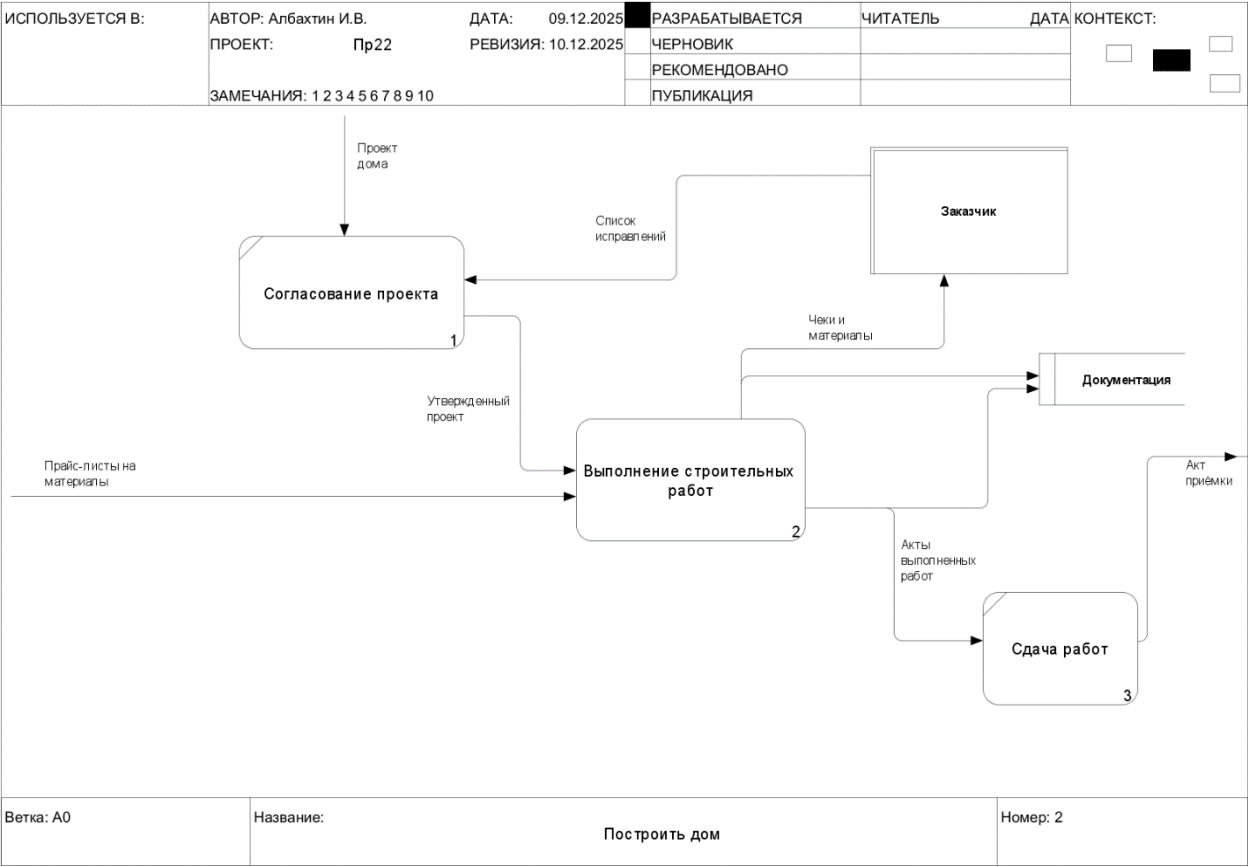 ИСПОЛЬЗУЕТСЯ В:
АВТОР: Албахтин И.В.
ДАТА: 09.12.2025
ПРОЕКТ: Пр22
РЕВИЗИЯ: 10.12.2025
ЗАМЕЧАНИЯ: 1 2 3 4 5 6 7 8 9 10
РАЗРАБАТЫВАЕТСЯ
ЧЕРНОВИК
РЕКОМЕНДОВАНО
ПУБЛИКАЦИЯ
ЧИТАТЕЛЬ
ДАТА
КОНТЕКСТ:
Проект
дома
Заказчик
Список
исправлений
Согласование проекта
1
Чеки и
материалы
Документация
Утвержденный
проект
Прайс-листы на
материалы
Выполнение строительных
работ
2
Акт
приёмки
Акты
выполненных
работ
Сдача работ
3
Ветка: A0
Название:
Построить дом
Номер: 2